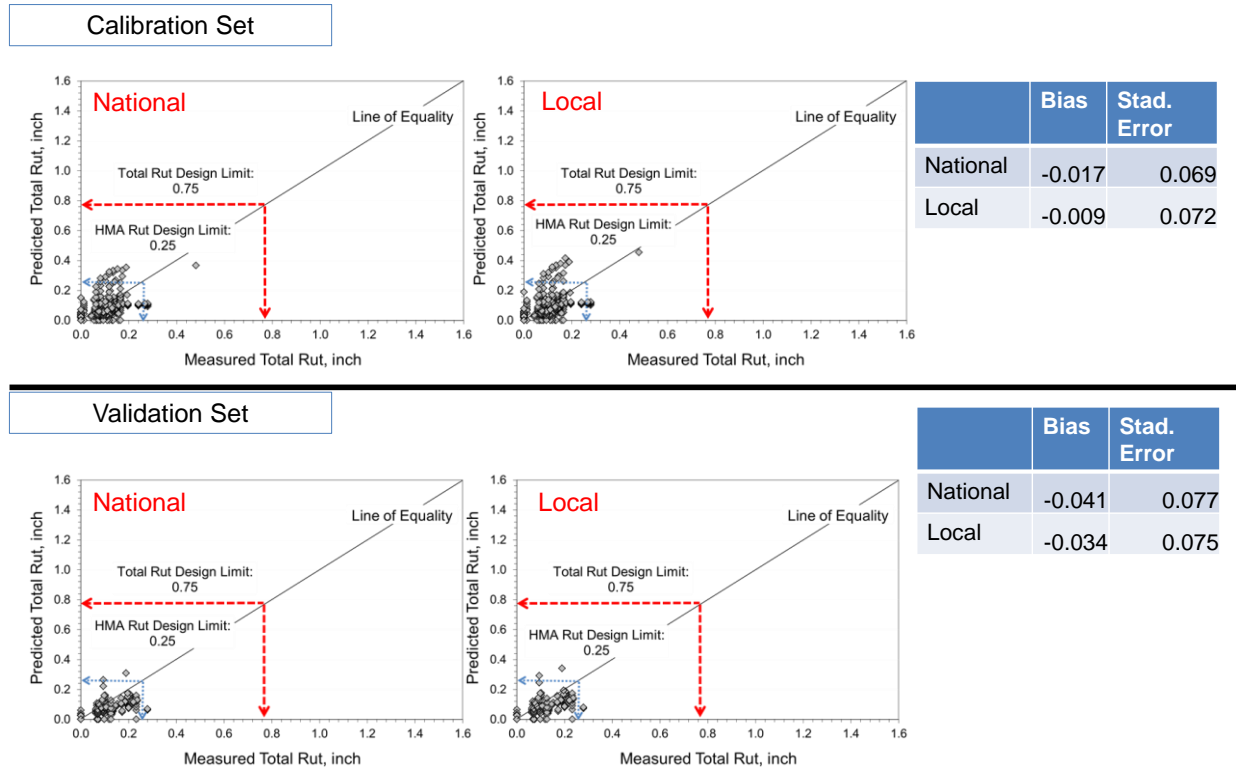 Calibration Set
National
Line of Equality
Total Rut Design Limit:
0.75
HMA Rut Design Limit:
0.25
Predicted Total Rut, inch
1.6
1.4
1.2
1.0
0.8
0.6
0.4
0.2
0.0
0.0 0.2 0.4 0.6 0.8 1.0 1.2 1.4 1.6
Measured Total Rut, inch
Local
Line of Equality
Total Rut Design Limit:
0.75
HMA Rut Design Limit:
0.25
Predicted Total Rut, inch
1.6
1.4
1.2
1.0
0.8
0.6
0.4
0.2
0.0
0.0 0.2 0.4 0.6 0.8 1.0 1.2 1.4 1.6
Measured Total Rut, inch
Bias Stad.
Error
National -0.017 0.069
Local -0.009 0.072
Validation Set
National
Line of Equality
Total Rut Design Limit:
0.75
HMA Rut Design Limit:
0.25
Predicted Total Rut, inch
1.6
1.4
1.2
1.0
0.8
0.6
0.4
0.2
0.0
0.0 0.2 0.4 0.6 0.8 1.0 1.2 1.4 1.6
Measured Total Rut, inch
Local
Line of Equality
Total Rut Design Limit:
0.75
HMA Rut Design Limit:
0.25
Predicted Total Rut, inch
1.6
1.4
1.2
1.0
0.8
0.6
0.4
0.2
0.0
0.0 0.2 0.4 0.6 0.8 1.0 1.2 1.4 1.6
Measured Total Rut, inch
Bias Stad.
Error
National -0.041 0.077
Local -0.034 0.075